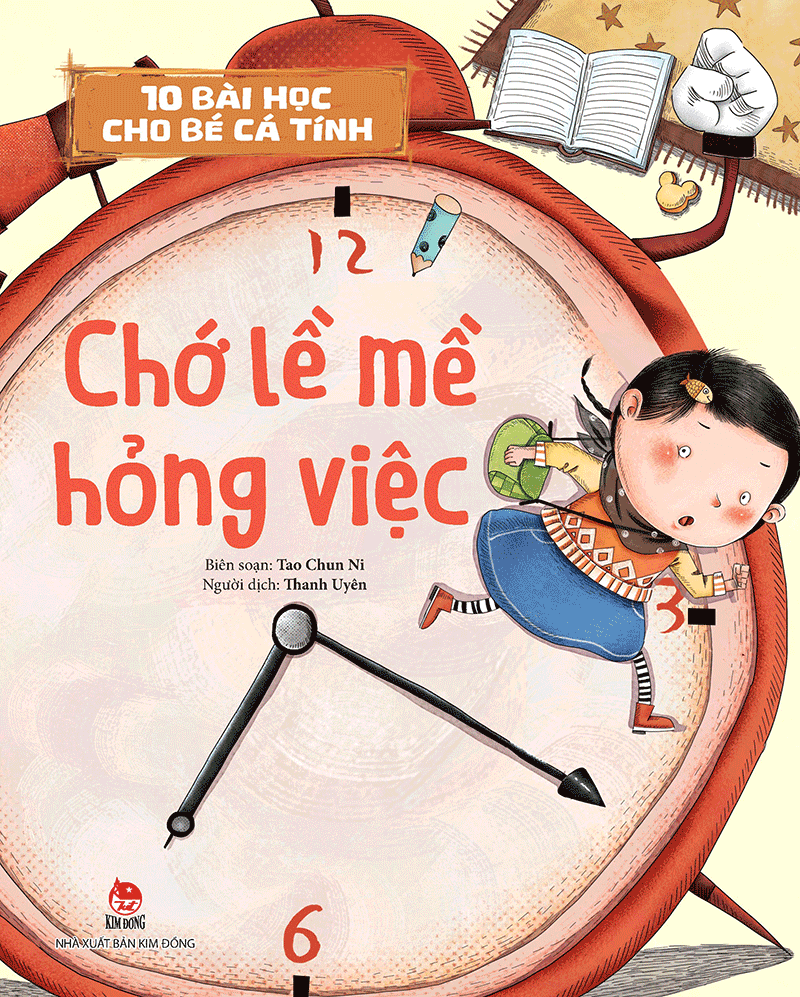 10 BÀI HỌC
CHO BÉ CÁ TÍNH
12
Chớ lề mề
hỏng việc
Biên soạn: Tao Chun Ni
Người dịch: Thanh Uyên
3
6
KIM ĐỒNG
NHÀ XUẤT BẢN KIM ĐỒNG